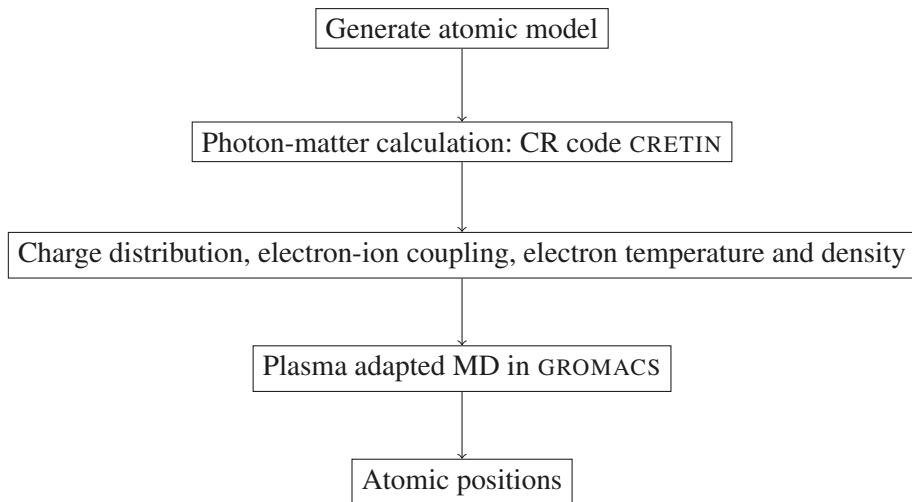 Generate atomic model
Photon-matter calculation: CR code CRETIN
Charge distribution, electron-ion coupling, electron temperature and density
Plasma adapted MD in GROMACS
Atomic positions